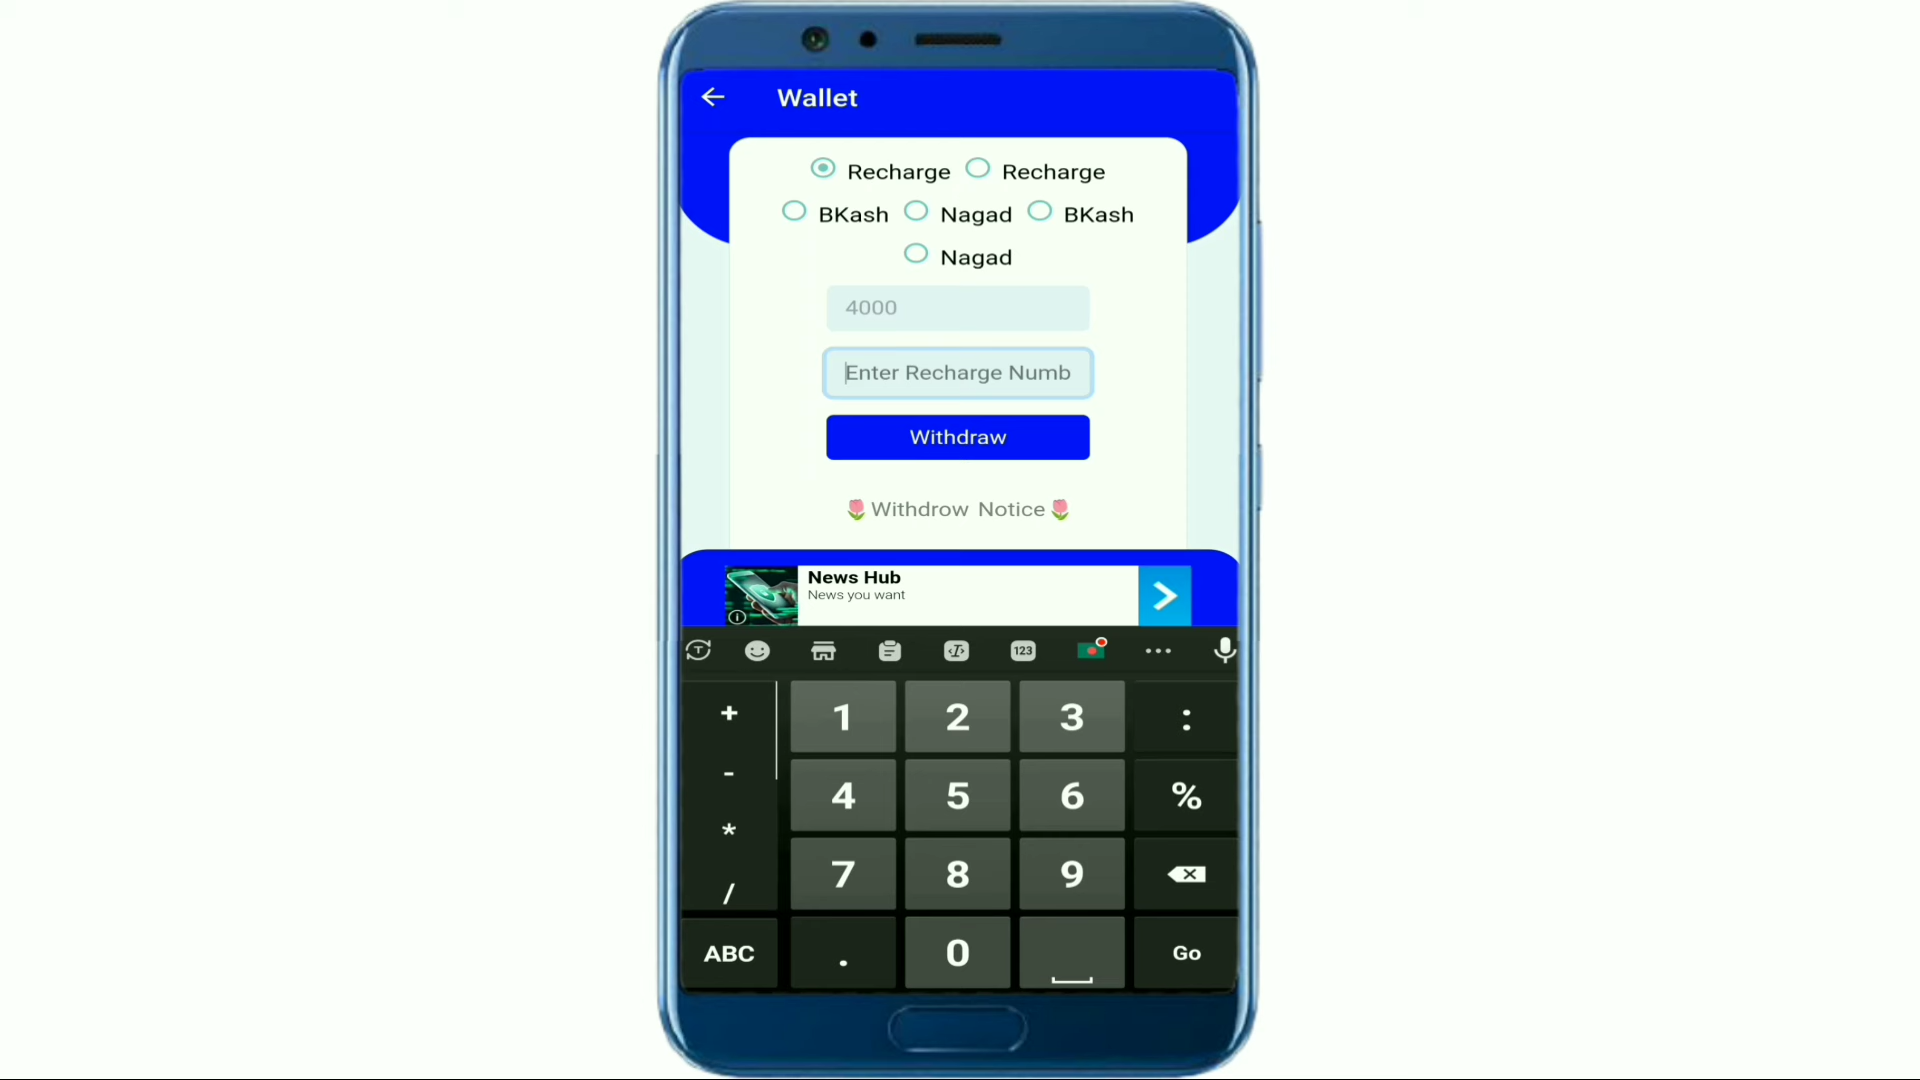 Wallet
Recharge Recharge
BKash Nagad BKash
Nagad
4000
Enter Recharge Numb
Withdraw
🌷Withdrow Notice🌷
News Hub
News you want
123
+ 1 2 3 :
- 4 5 6 %
*
7 8 9
/
ABC . 0 Go